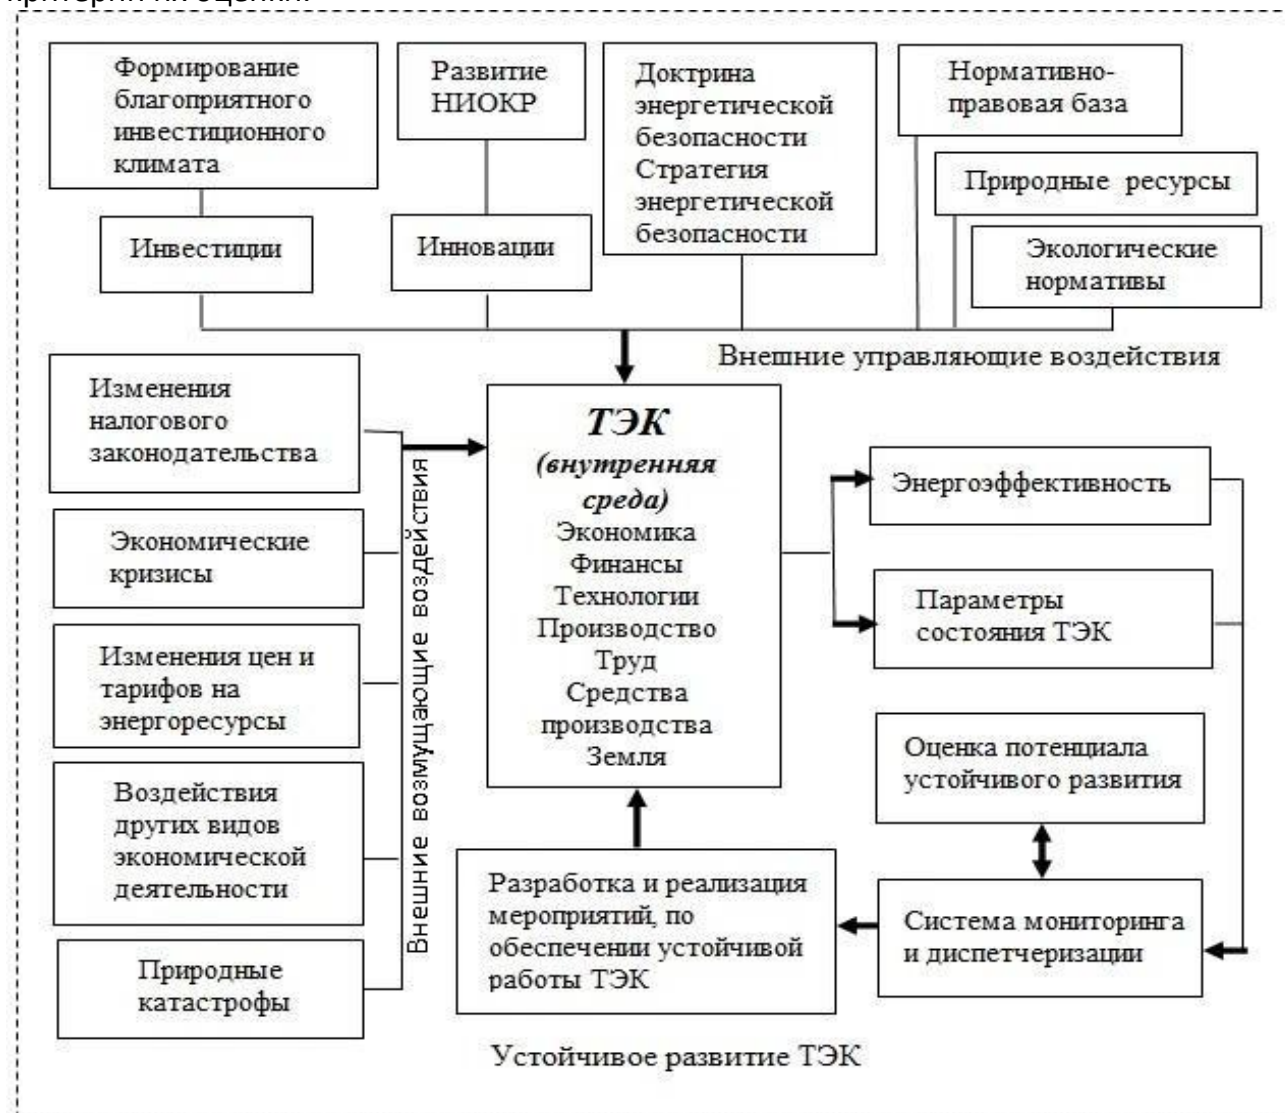 Формирование
благоприятного
инвестиционного
климата
Развитие
НИОКР
Доктрина
энергетической
безопасности
Стратегия
энергетической
безопасности
Нормативно-
правовая база
Природные ресурсы
Экологические
нормативы
Инвестиции
Инновации
Внешние управляющие воздействия
Изменения
налогового
законодательства
Экономические
кризисы
Изменения цен и
тарифов на
энергоресурсы
Воздействия
других видов
экономической
деятельности
Природные
катастрофы
Внешние возмущающие воздействия
ТЭК
(внутренняя
среда)
Экономика
Финансы
Технологии
Производство
Труд
Средства
производства
Земля
Энергоэффективность
Параметры
состояния ТЭК
Оценка потенциала
устойчивого развития
Система мониторинга
и диспетчеризации
Разработка и реализация
мероприятий, по
обеспечении устойчивой
работы ТЭК
Устойчивое развитие ТЭК